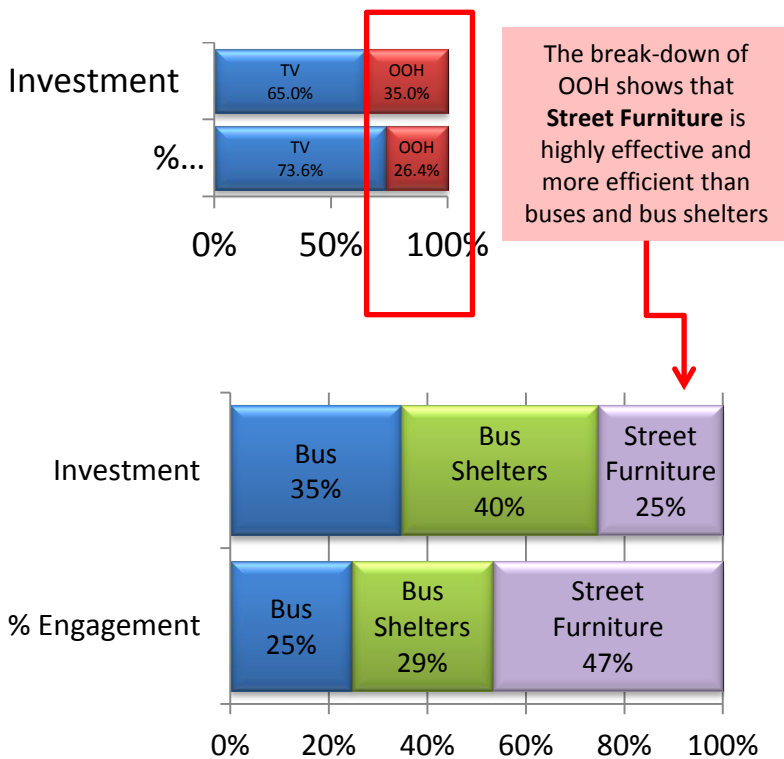 Investment
TV
65.0%
OOH
35.0%
%...
TV
73.6%
OOH
26.4%
0%
50%
100%
The break-down of
OOH shows that
Street Furniture is
highly effective and
more efficient than
buses and bus shelters
Investment
Bus
35%
Bus
Shelters
40%
Street
Furniture
25%
% Engagement
Bus
25%
Bus
Shelters
29%
Street
Furniture
47%
0%
20%
40%
60%
80%
100%